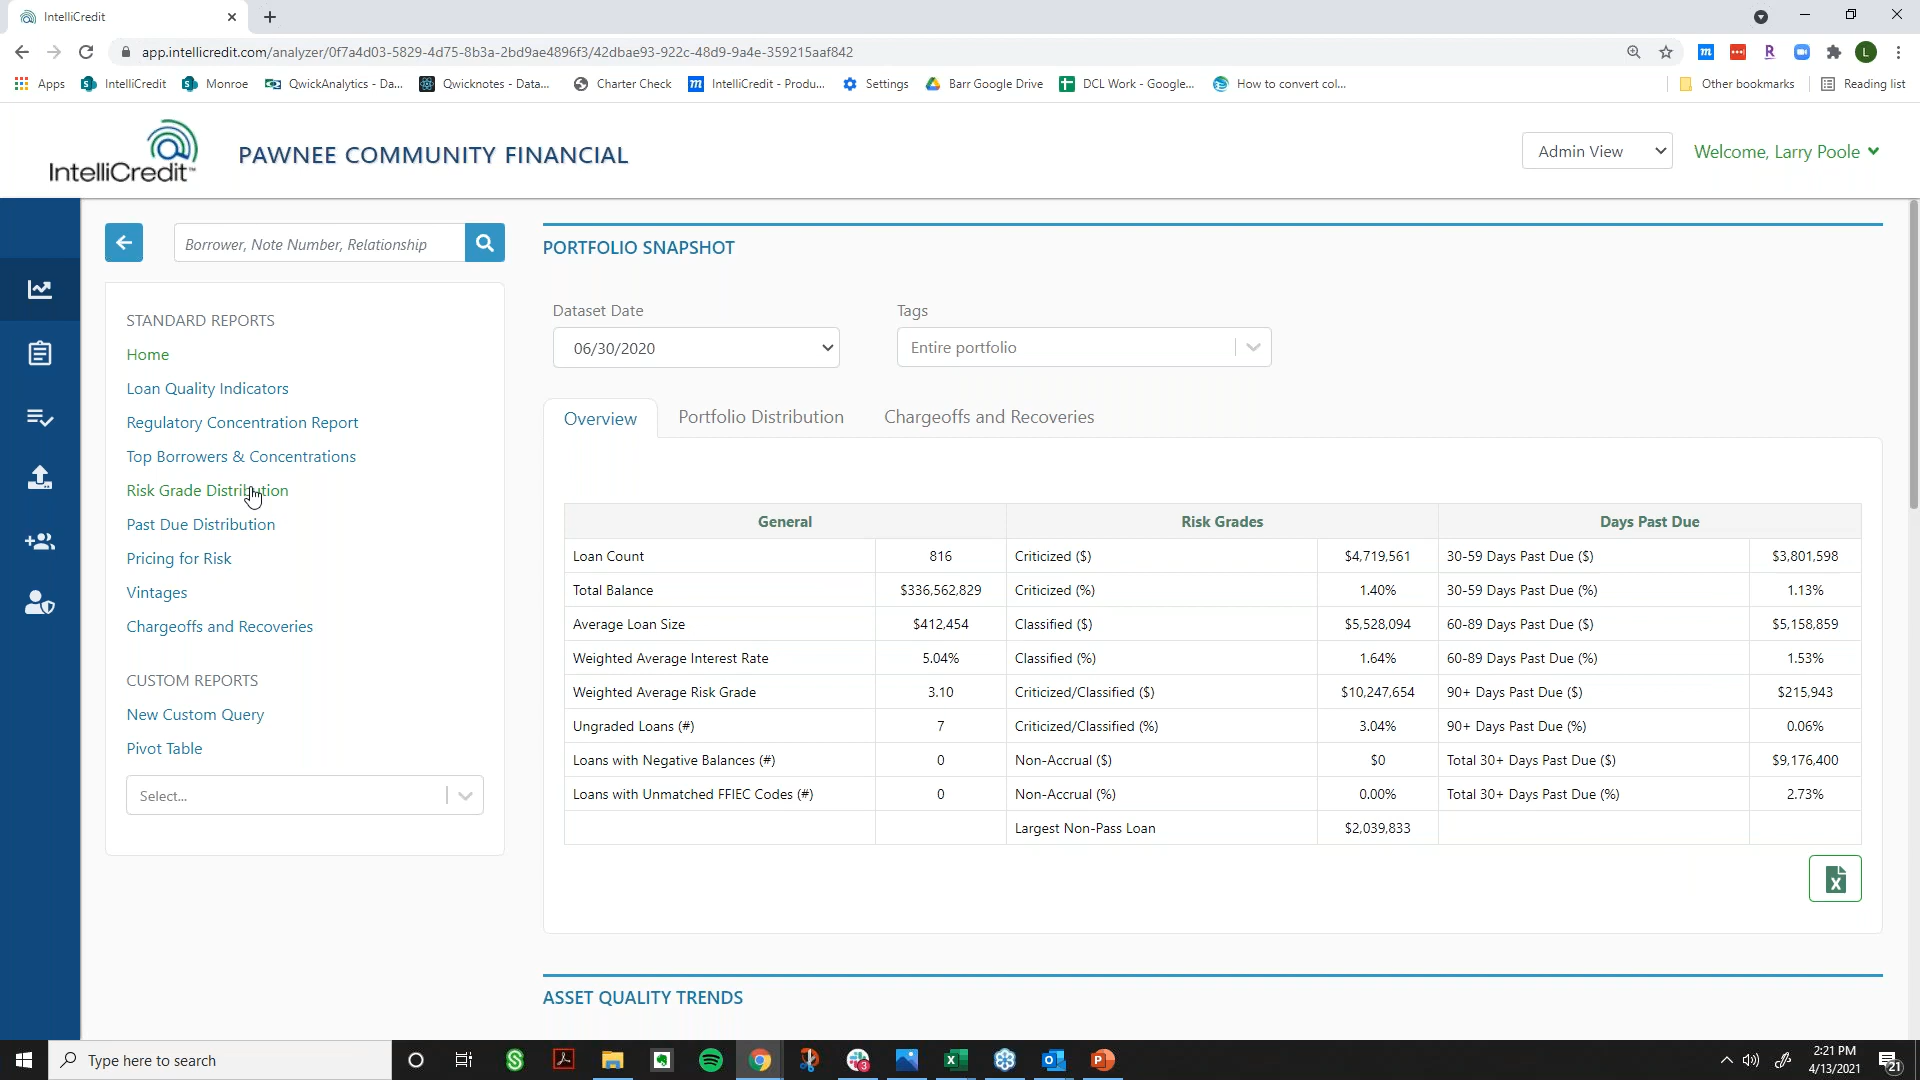 IntelliCredit
app.intellicredit.com/analyzer/0f7a4d03-5829-4d75-8b3a-2bd9ae4896f3/42dbae93-922c-48d9-9a4e-359215aaf842
Apps IntelliCredit Monroe QwickAnalytics - Da... Qwicknotes - Data... Charter Check IntelliCredit - Produ... Settings Barr Google Drive DCL Work - Google... How to convert col... Other bookmarks Reading list
IntelliCredit™ PAWNEE COMMUNITY FINANCIAL Admin View Welcome, Larry Poole
Borrower, Note Number, Relationship
STANDARD REPORTS
Home
Loan Quality Indicators
Regulatory Concentration Report
Top Borrowers & Concentrations
Risk Grade Distribution
Past Due Distribution
Pricing for Risk
Vintages
Chargeoffs and Recoveries
CUSTOM REPORTS
New Custom Query
Pivot Table
Select...
PORTFOLIO SNAPSHOT
Dataset Date Tags
06/30/2020 Entire portfolio
Overview Portfolio Distribution Chargeoffs and Recoveries
General Risk Grades Days Past Due
Loan Count 816 Criticized ($) $4,719,561 30-59 Days Past Due ($) $3,801,598
Total Balance $336,562,829 Criticized (%) 1.40% 30-59 Days Past Due (%) 1.13%
Average Loan Size $412,454 Classified ($) $5,528,094 60-89 Days Past Due ($) $5,158,859
Weighted Average Interest Rate 5.04% Classified (%) 1.64% 60-89 Days Past Due (%) 1.53%
Weighted Average Risk Grade 3.10 Criticized/Classified ($) $10,247,654 90+ Days Past Due ($) $215,943
Ungraded Loans (#) 7 Criticized/Classified (%) 3.04% 90+ Days Past Due (%) 0.06%
Loans with Negative Balances (#) 0 Non-Accrual ($) $0 Total 30+ Days Past Due ($) $9,176,400
Loans with Unmatched FFIEC Codes (#) 0 Non-Accrual (%) 0.00% Total 30+ Days Past Due (%) 2.73%
Largest Non-Pass Loan $2,039,833
ASSET QUALITY TRENDS
Type here to search
2:21 PM
4/13/2021
21